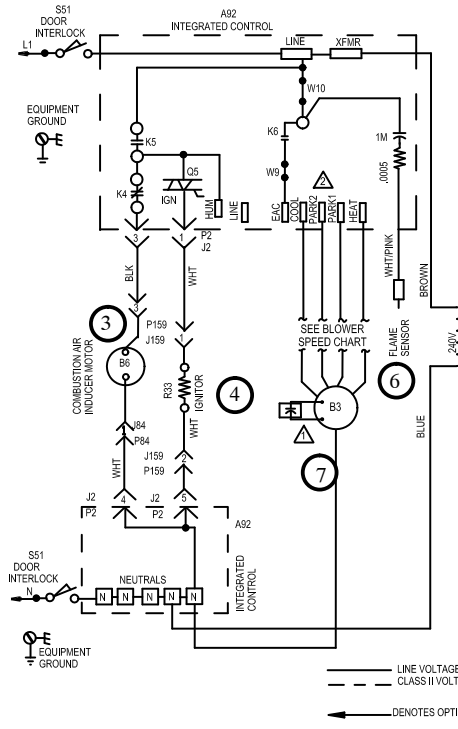 S51
DOOR
INTERLOCK
L1
A92
INTEGRATED CONTROL
LINE
XFMR
W10
EQUIPMENT
GROUND
K5
K6
1M
.0005
W9
Q5
2
K4
IGN
HUM
LINE
EAC
COOL
PARK2
PARK1
HEAT
3
1
P2
J2
BLK
WHT
WHT/PINK
BROWN
3
3
P159
J159
1
SEE BLOWER
SPEED CHART
FLAME
SENSOR
240V
COMBUSTION AIR
INDUCER MOTOR
B6
R33
IGNITOR
4
B3
6
1
WHT
BLUE
J84
P84
J159
P159
2
7
WHT
J2
P2
4
J2
P2
5
A92
S51
DOOR
INTERLOCK
N
NEUTRALS
N N N N N
INTEGRATED
CONTROL
EQUIPMENT
GROUND
LINE VOLTAGE
CLASS II VOLT
DENOTES OPTI